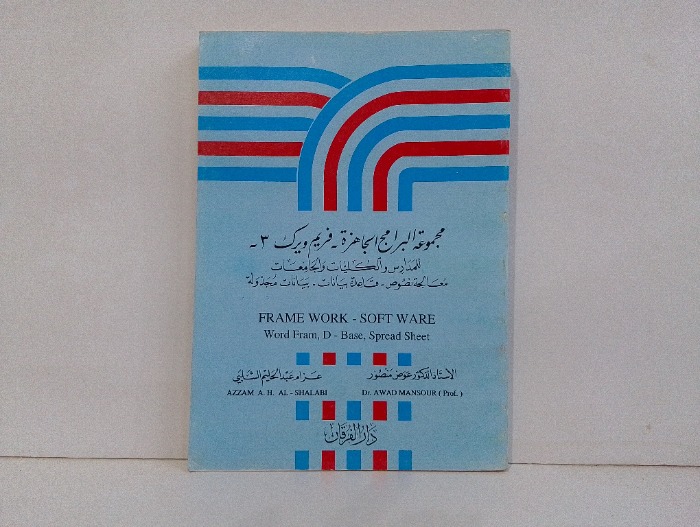 مجموعة البرامج الجاهزة - فريم ويرك ٣ -
للمدارس والكليات والجامعات
معالجة نصوص - قاعدة بيانات - بيانات مجدولة
FRAME WORK - SOFT WARE
Word Fram, D - Base, Spread Sheet
الاستاذ الدكتور عوض منصور
عزام عبد الحليم الشلبي
Dr. AWAD MANSOUR ( Prof. )
AZZAM A. H. AL - SHALABI
دار الفرقان